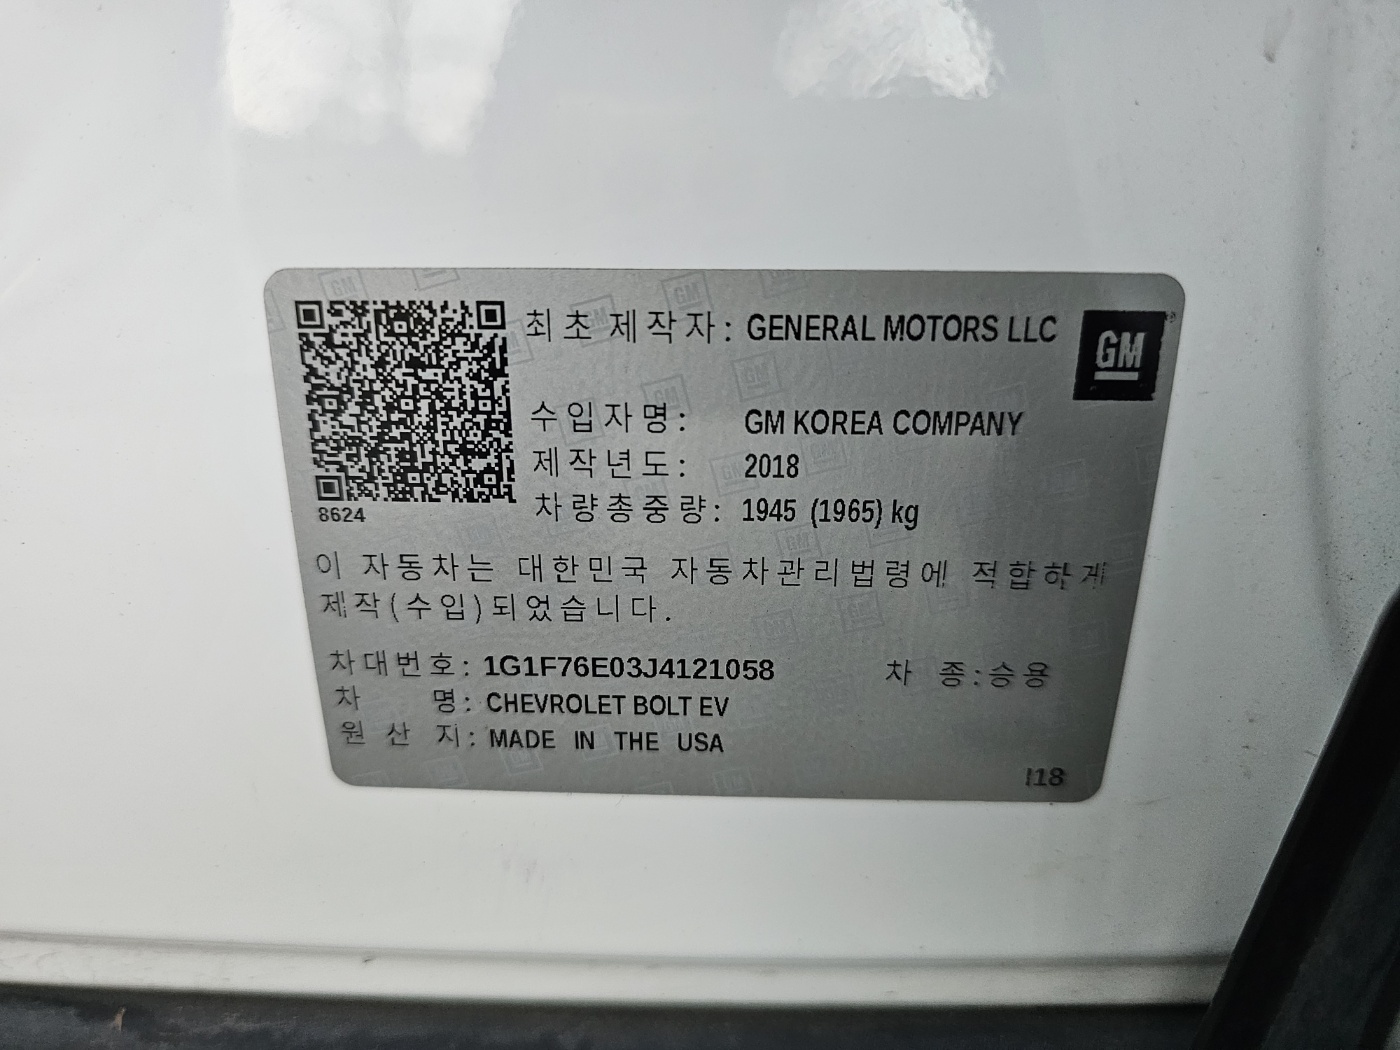 최초제작자: GENERAL MOTORS LLC
GM
수입자명: GM KOREA COMPANY
제작년도: 2018
차량총중량: 1945 (1965) kg
8624
이 자동차는 대한민국 자동차관리법령에 적합하게
제작(수입)되었습니다.
차대번호: 1G1F76E03J4121058 차 종:승용
차 명: CHEVROLET BOLT EV
원 산 지: MADE IN THE USA
I18